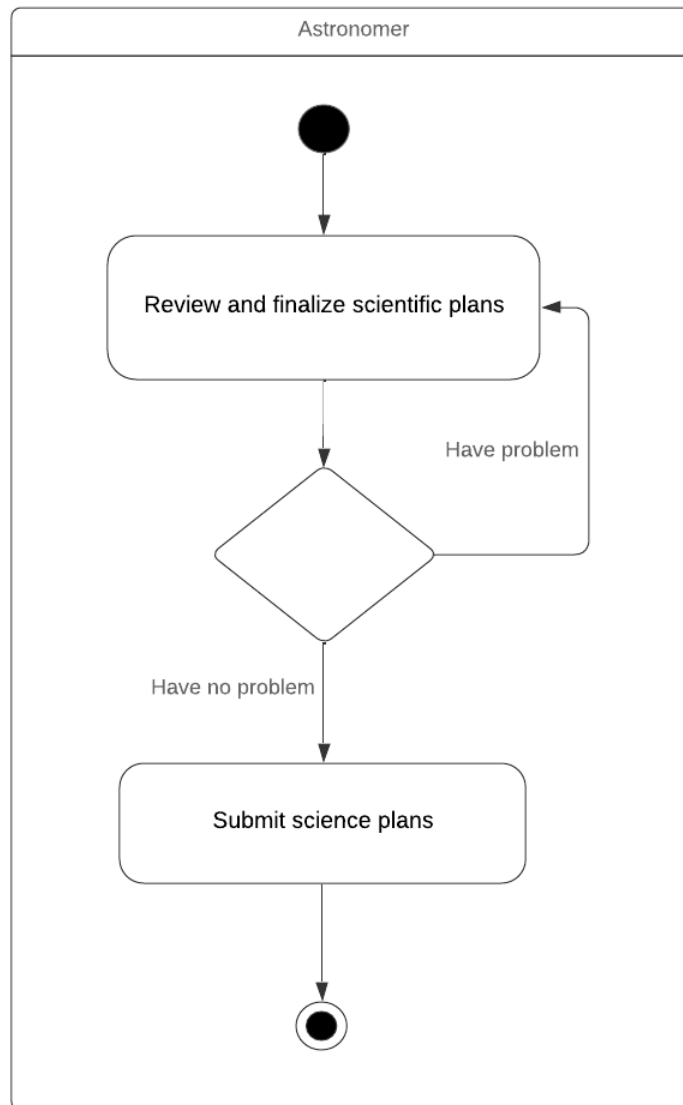 Astronomer
Review and finalize scientific plans
Have problem
Have no problem
Submit science plans